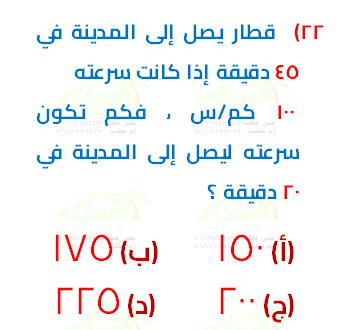 ٢٢) قطار يصل إلى المدينة في
٤٥ دقيقة إذا كانت سرعته
١٠٠ كم/س ، فكم تكون
سرعته ليصل إلى المدينة في
٢٠ دقيقة ؟
(أ) ١٥٠ (ب) ١٧٥
(ج) ٢٠٠ (د) ٢٢٥